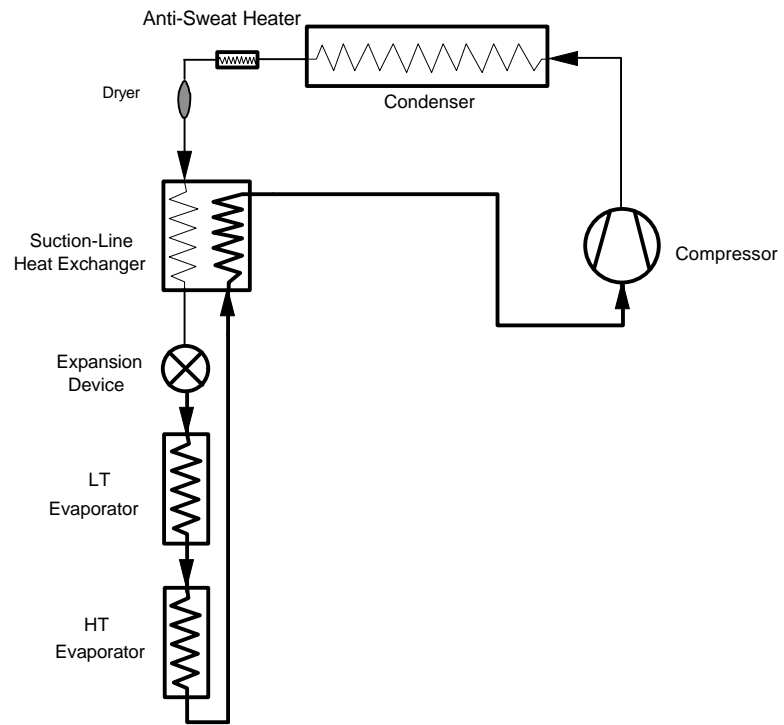 Anti-Sweat Heater
Condenser
Dryer
Suction-Line
Heat Exchanger
Compressor
Expansion
Device
LT
Evaporator
HT
Evaporator